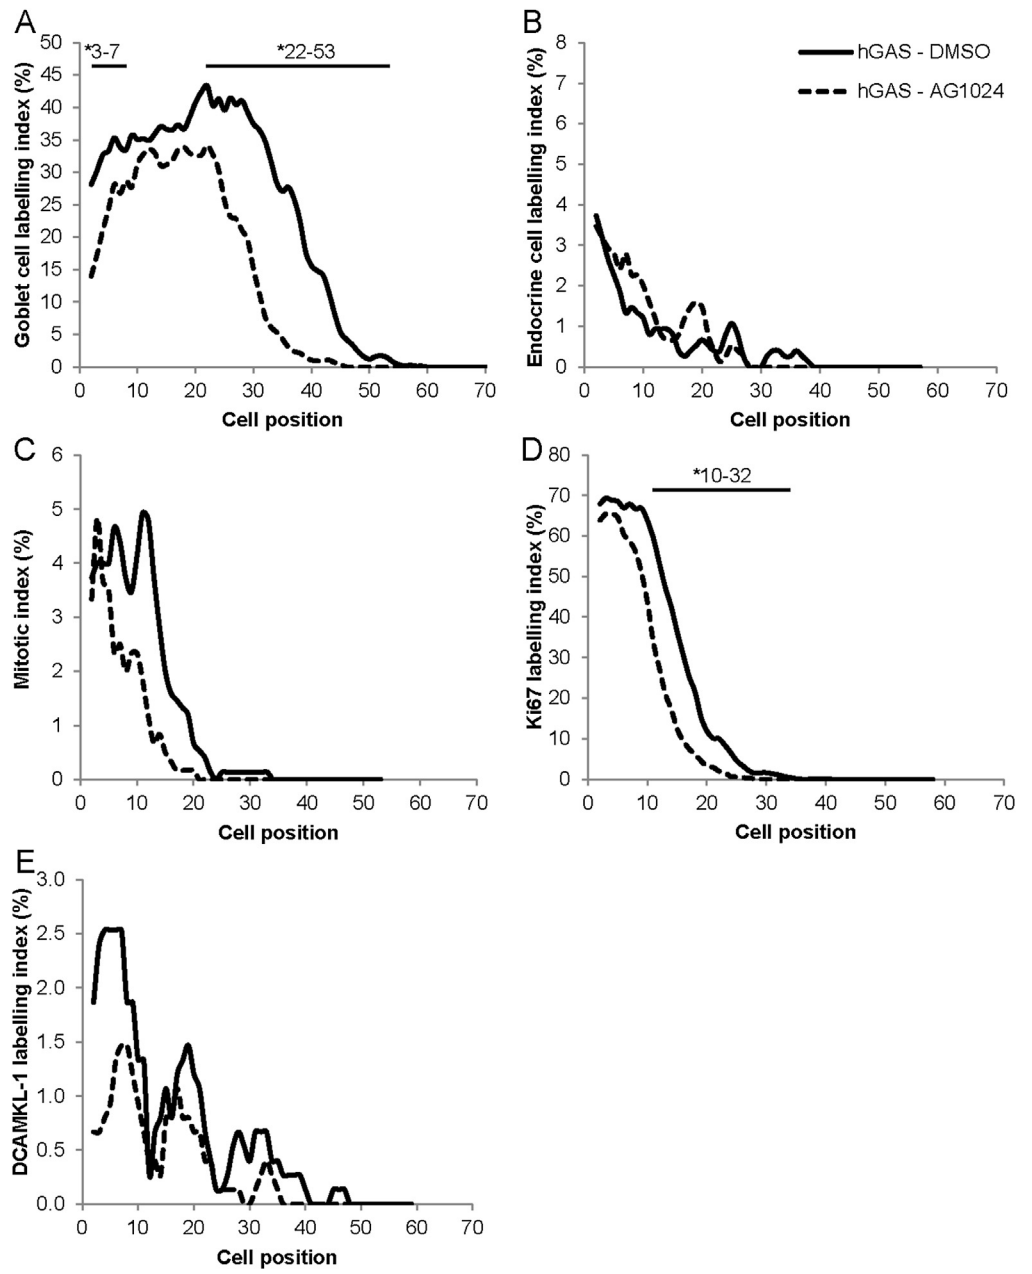 A
Goblet cell labelling index (%)
50
45
40
35
30
25
20
15
10
5
0
*3-7
*22-53
0 10 20 30 40 50 60 70
Cell position
B
Endocrine cell labelling index (%)
8
7
6
5
4
3
2
1
0
hGAS - DMSO
hGAS - AG1024
0 10 20 30 40 50 60 70
Cell position
C
Mitotic index (%)
6
5
4
3
2
1
0
0 10 20 30 40 50 60 70
Cell position
D
Ki67 labelling index (%)
80
70
60
50
40
30
20
10
0
*10-32
0 10 20 30 40 50 60 70
Cell position
E
DCAMKL-1 labelling index (%)
3.0
2.5
2.0
1.5
1.0
0.5
0.0
0 10 20 30 40 50 60 70
Cell position